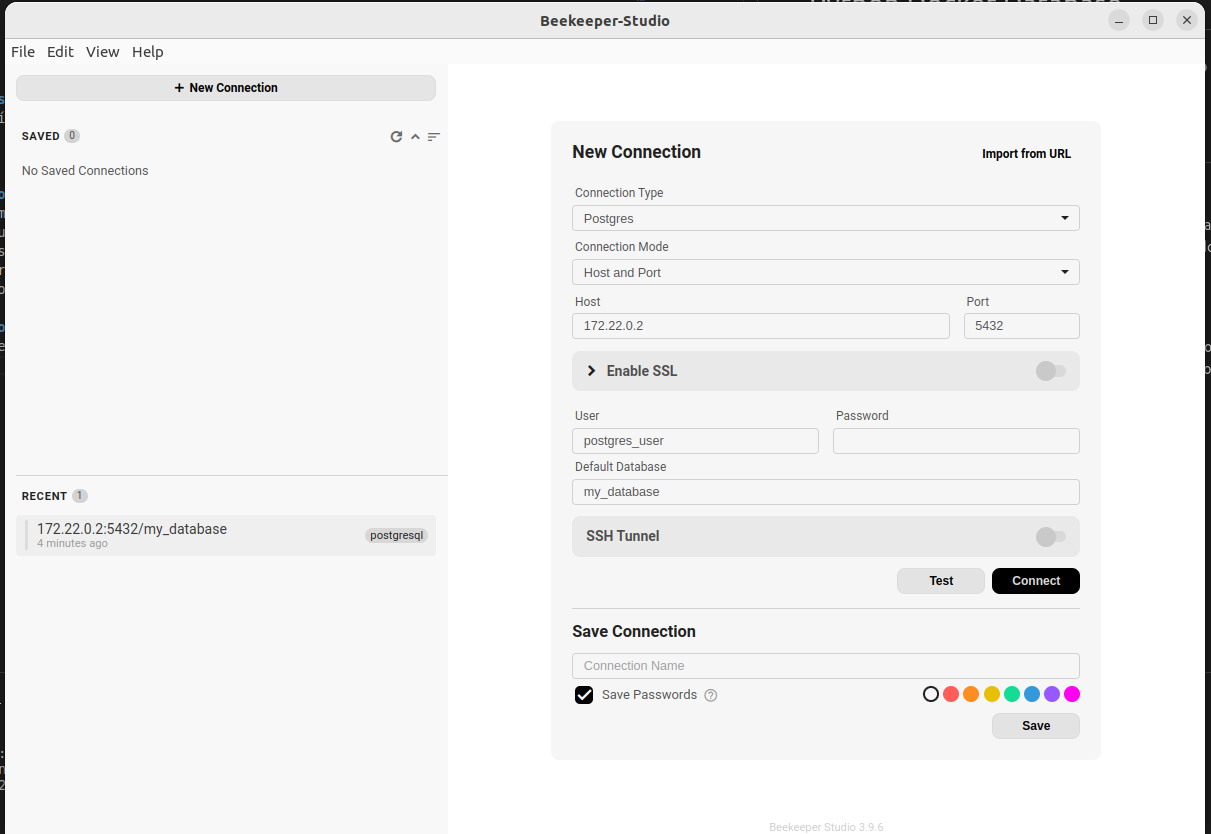 Beekeeper-Studio
File Edit View Help
+ New Connection
SAVED 0
No Saved Connections
RECENT 1
172.22.0.2:5432/my_database
4 minutes ago
postgresql
New Connection
Import from URL
Connection Type
Postgres
Connection Mode
Host and Port
Host Port
172.22.0.2 5432
Enable SSL
User Password
postgres_user
Default Database
my_database
SSH Tunnel
Test Connect
Save Connection
Connection Name
Save Passwords ?
Save
Beekeeper Studio 3.9.6